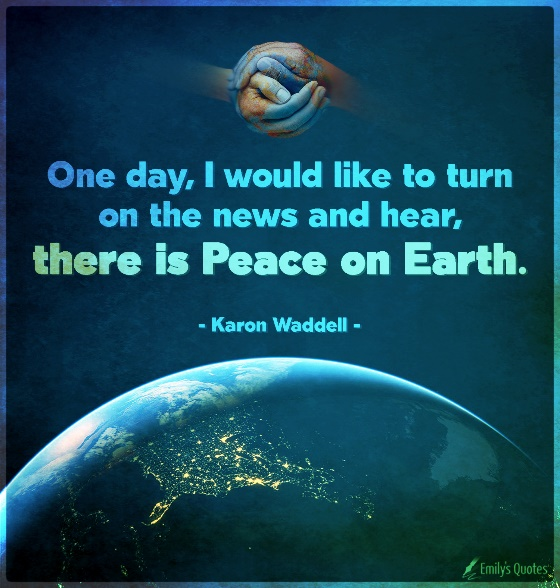 One day, I would like to turn
on the news and hear,
there is Peace on Earth.
- Karon Waddell -
Emily's Quotes